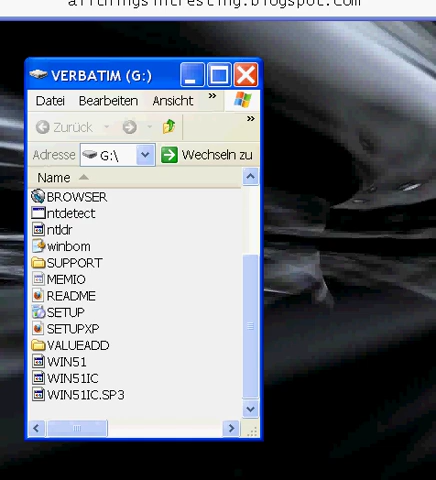 allthingsintresting.blogspot.com
VERBATIM (G:)
Datei Bearbeiten Ansicht »
Zurück »
Adresse G:\ Wechseln zu
Name
BROWSER
ntdetect
ntldr
winbom
SUPPORT
MEMIO
README
SETUP
SETUPXP
VALUEADD
WIN51
WIN51IC
WIN51IC.SP3